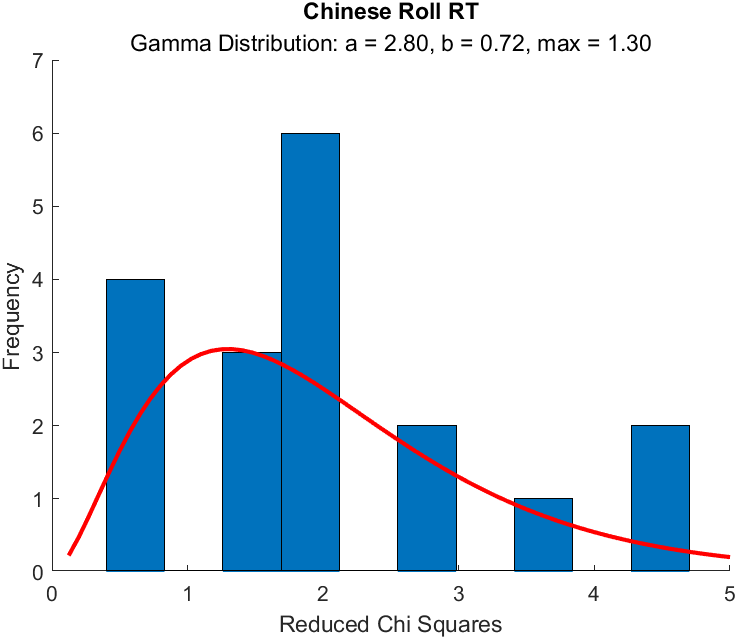 Chinese Roll RT
Gamma Distribution: a = 2.80, b = 0.72, max = 1.30
7
6
5
4
3
2
1
0
Frequency
0 1 2 3 4 5
Reduced Chi Squares